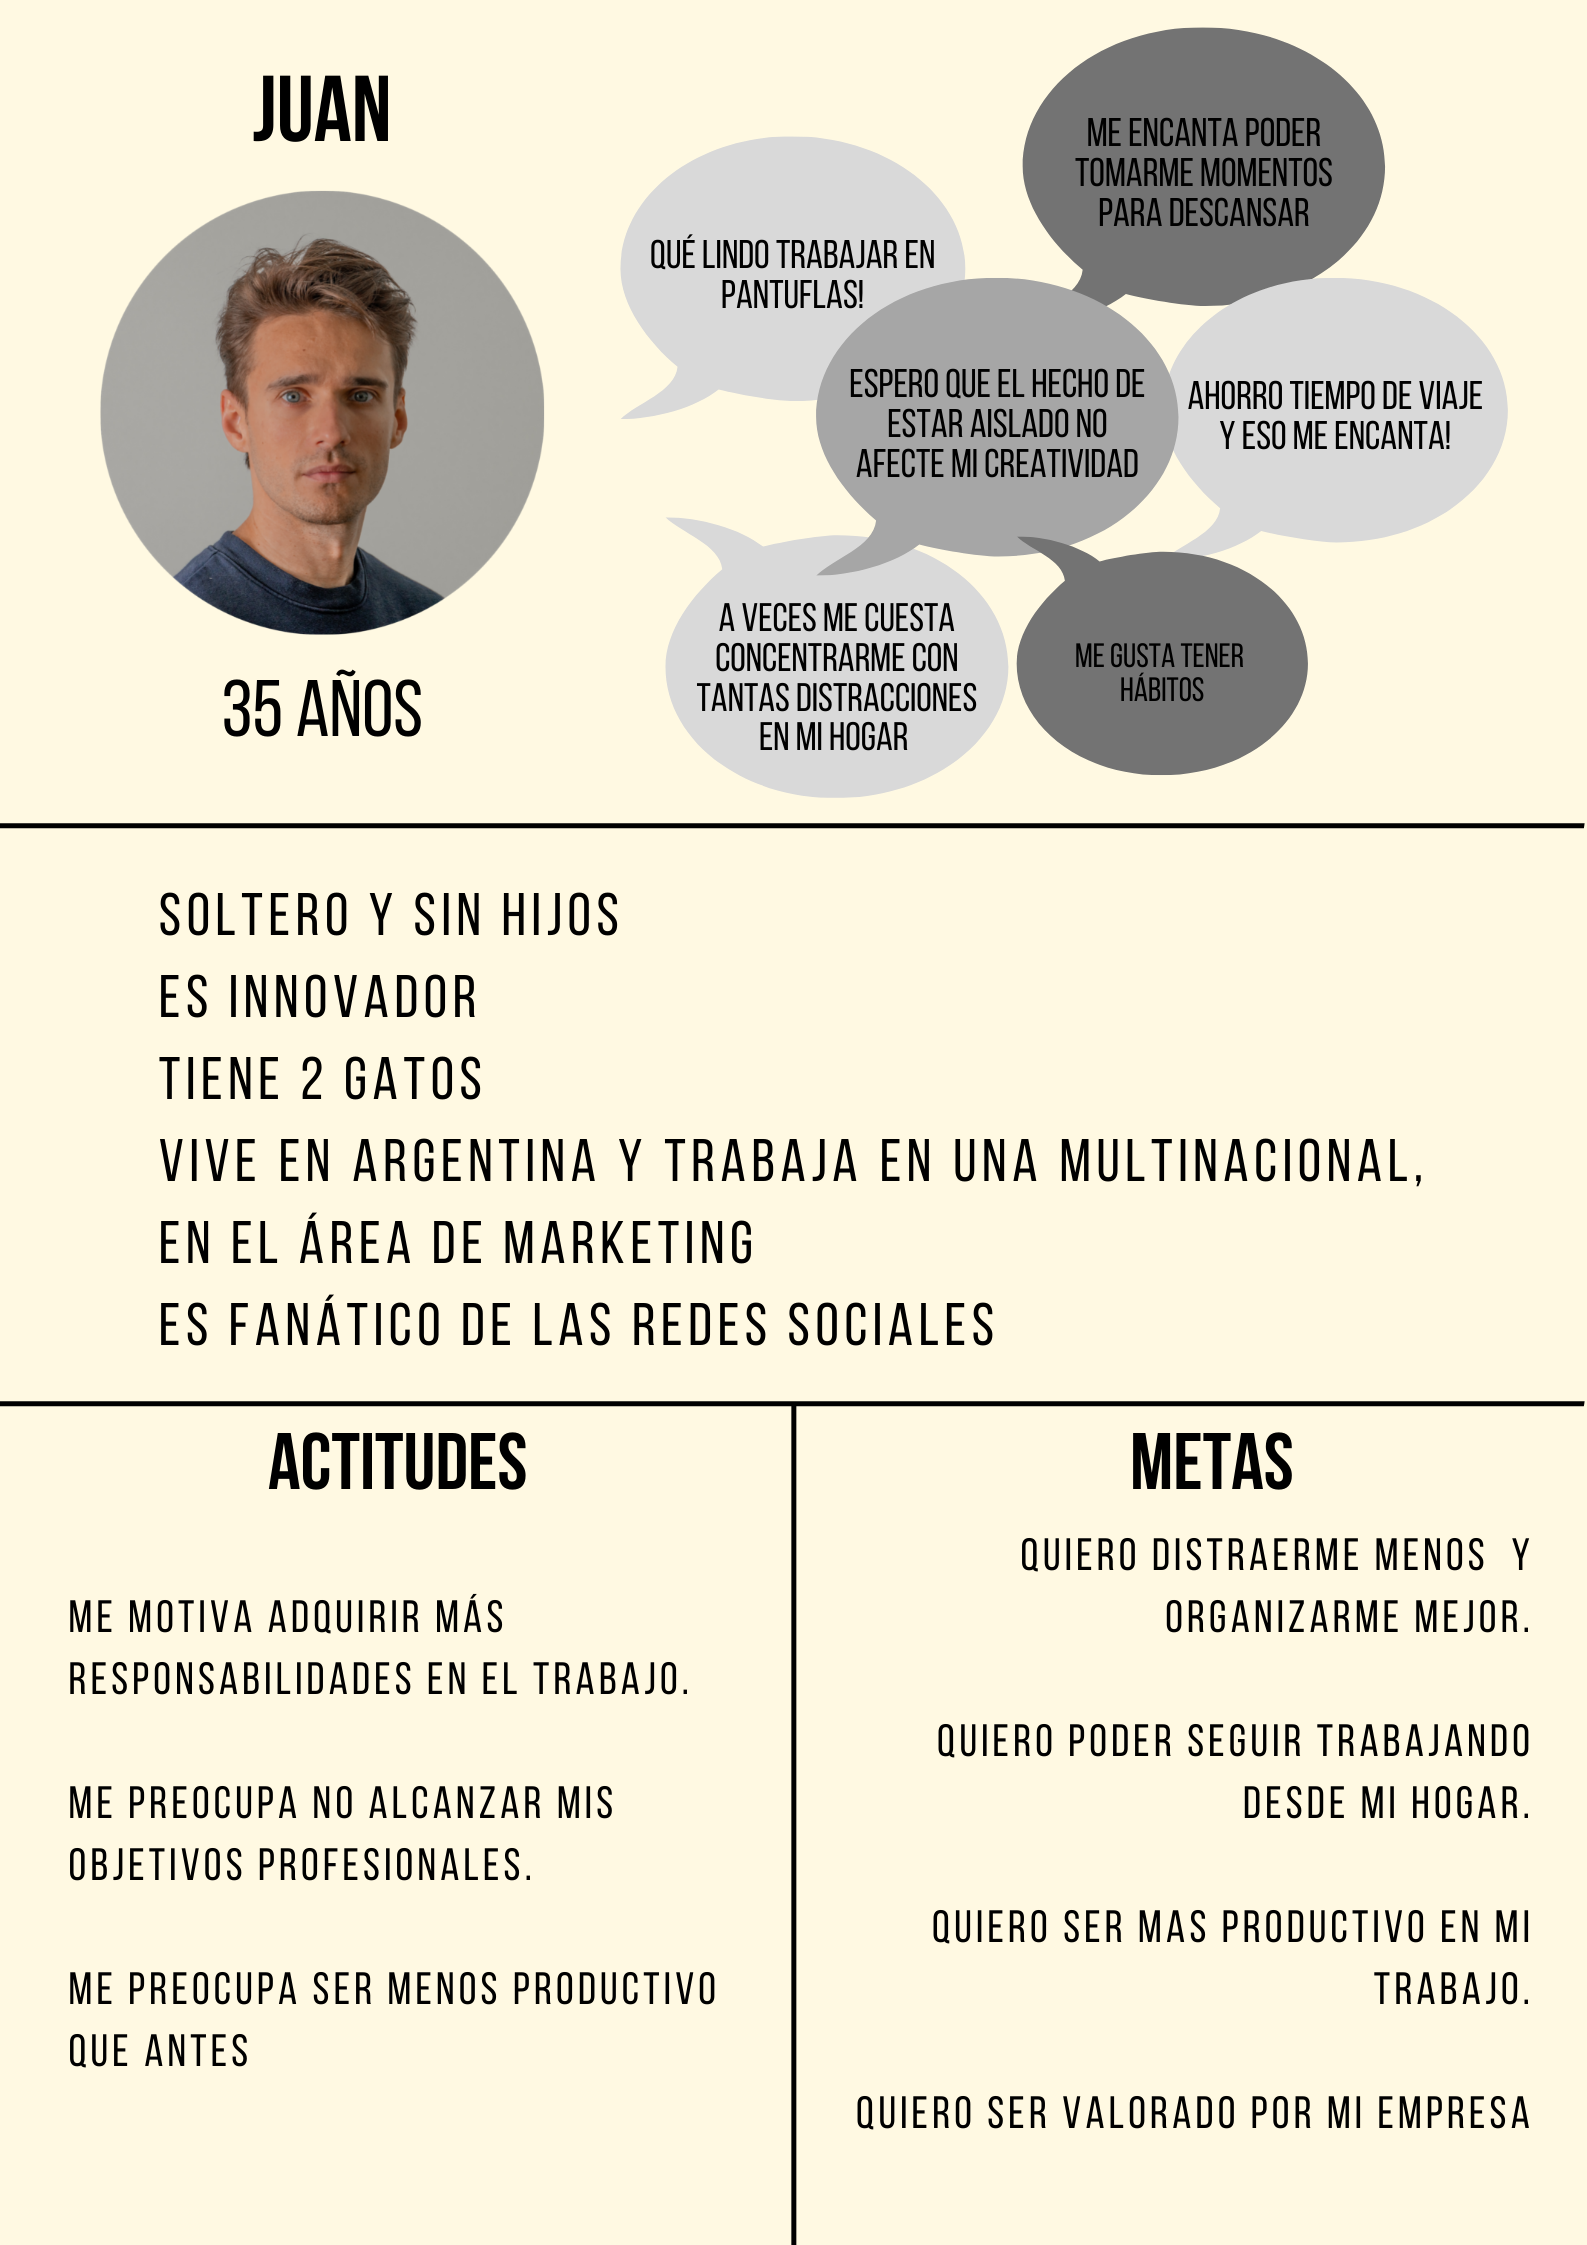 JUAN
35 AÑOS
QUÉ LINDO TRABAJAR EN
PANTUFLAS!
ME ENCANTA PODER
TOMARME MOMENTOS
PARA DESCANSAR
ESPERO QUE EL HECHO DE
ESTAR AISLADO NO
AFECTE MI CREATIVIDAD
AHORRO TIEMPO DE VIAJE
Y ESO ME ENCANTA!
A VECES ME CUESTA
CONCENTRARME CON
TANTAS DISTRACCIONES
EN MI HOGAR
ME GUSTA TENER
HÁBITOS
SOLTERO Y SIN HIJOS
ES INNOVADOR
TIENE 2 GATOS
VIVE EN ARGENTINA Y TRABAJA EN UNA MULTINACIONAL,
EN EL ÁREA DE MARKETING
ES FANÁTICO DE LAS REDES SOCIALES
ACTITUDES
ME MOTIVA ADQUIRIR MÁS
RESPONSABILIDADES EN EL TRABAJO.
ME PREOCUPA NO ALCANZAR MIS
OBJETIVOS PROFESIONALES.
ME PREOCUPA SER MENOS PRODUCTIVO
QUE ANTES
METAS
QUIERO DISTRAERME MENOS  Y
ORGANIZARME MEJOR.
QUIERO PODER SEGUIR TRABAJANDO
DESDE MI HOGAR.
QUIERO SER MAS PRODUCTIVO EN MI
TRABAJO.
QUIERO SER VALORADO POR MI EMPRESA